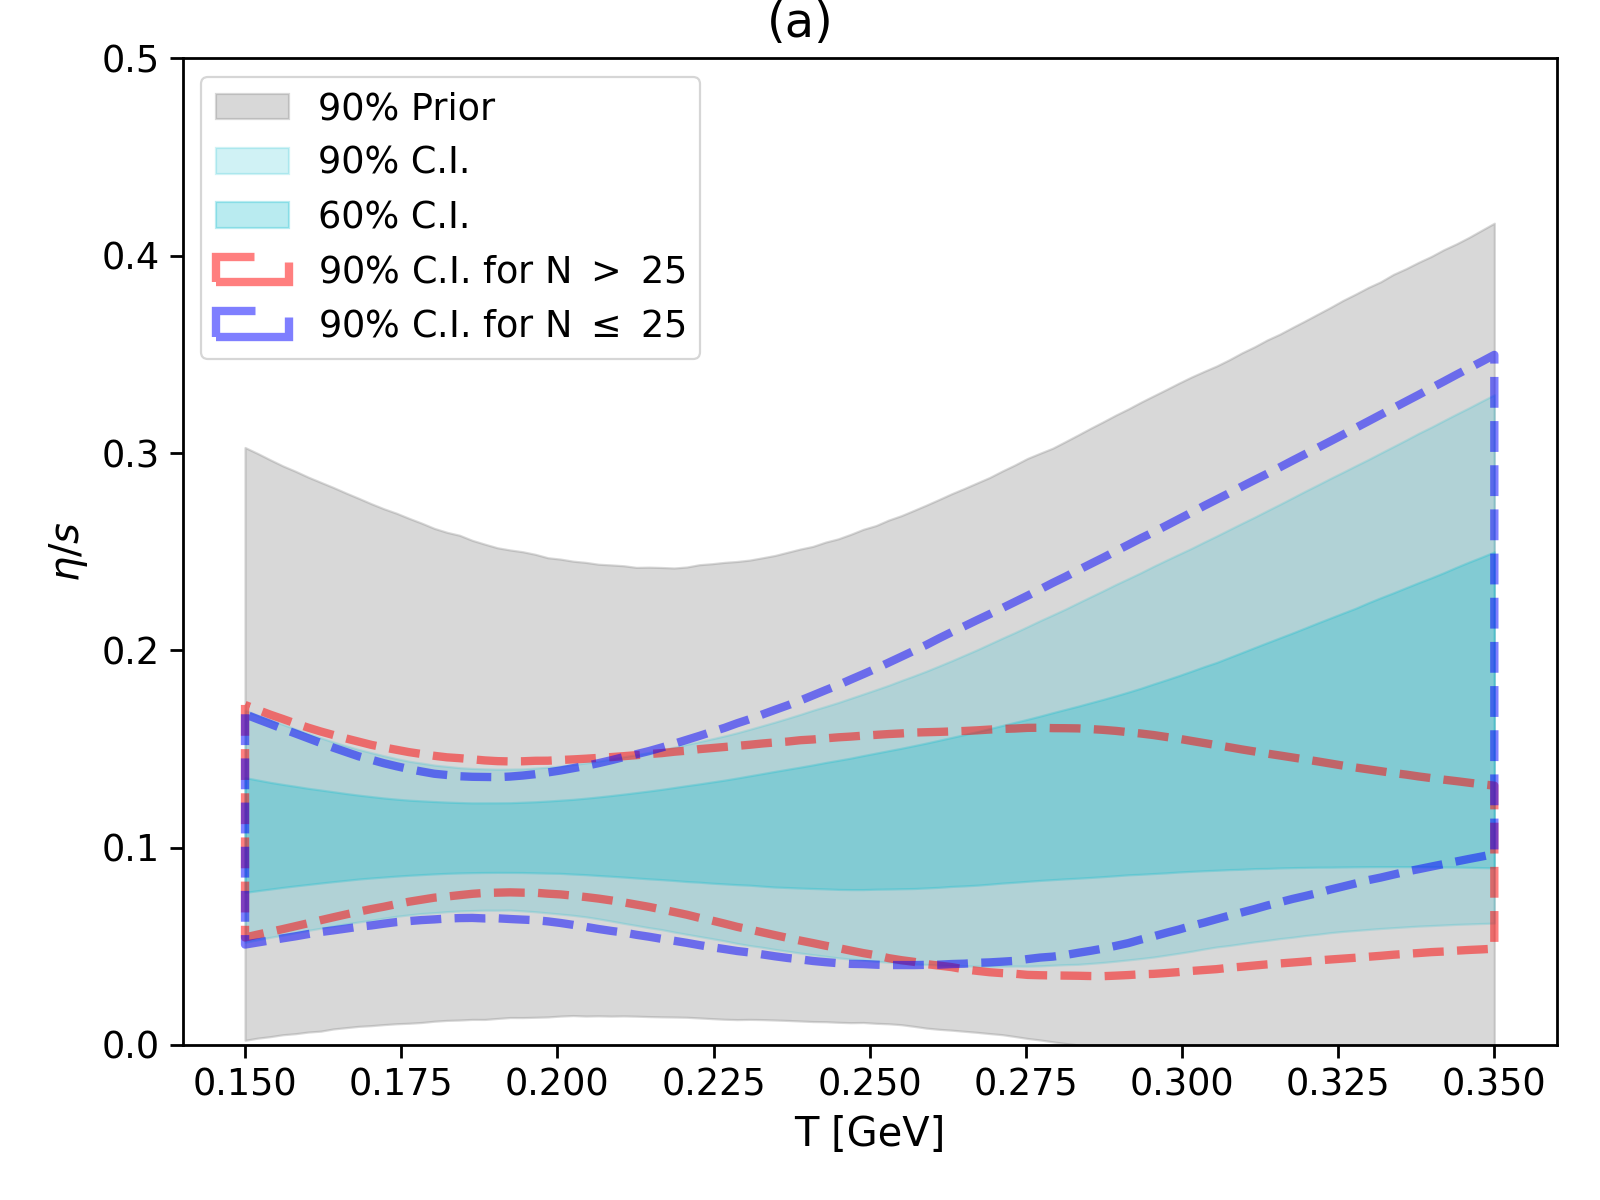 (a)
90% Prior
90% C.I.
60% C.I.
90% C.I. for N > 25
90% C.I. for N ≤ 25
η/s
0.5
0.4
0.3
0.2
0.1
0.0
0.150 0.175 0.200 0.225 0.250 0.275 0.300 0.325 0.350
T [GeV]